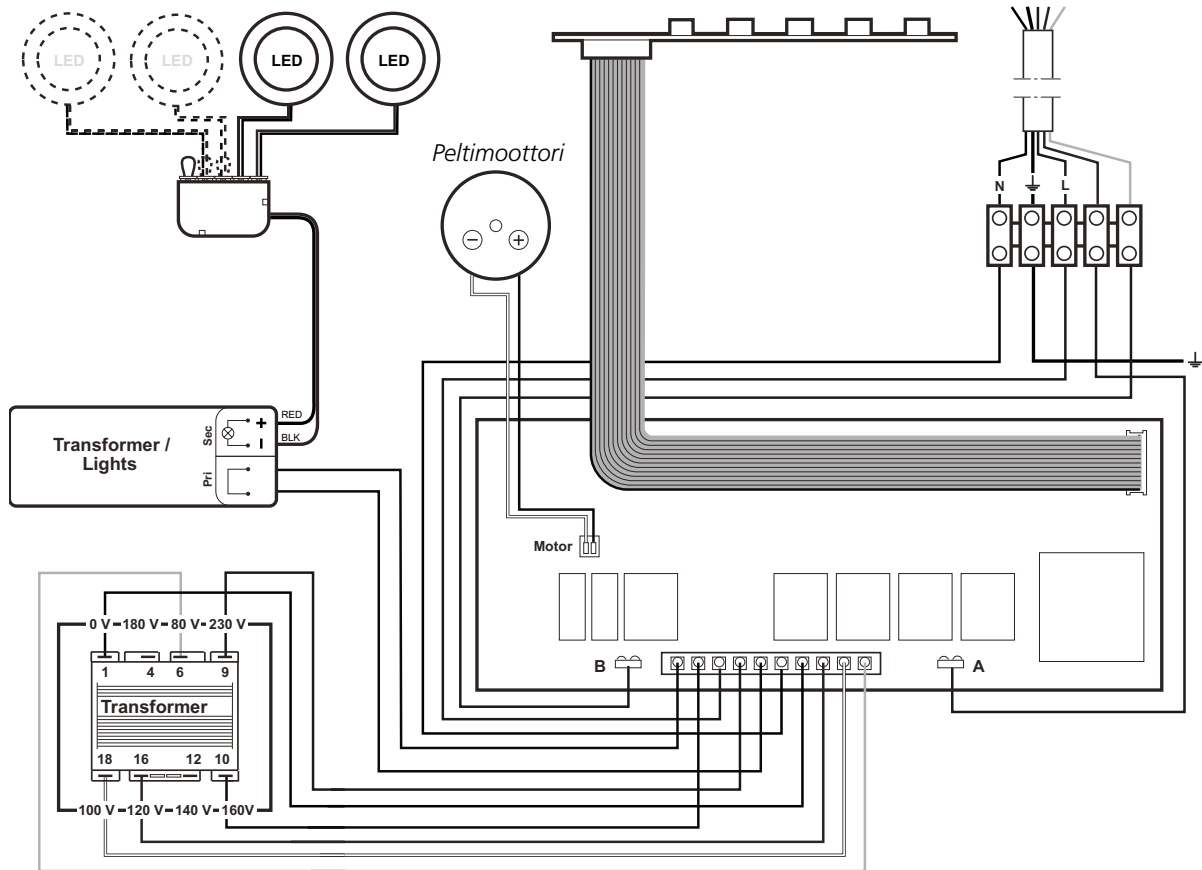 LED LED LED LED
Peltimoottori
N L
RED
BLK
Sec
Pri
+
–
Transformer /
Lights
Motor
0 V 180 V 80 V 230 V
1 4 6 9
Transformer
18 16 12 10
100 V 120 V 140 V 160V
B A